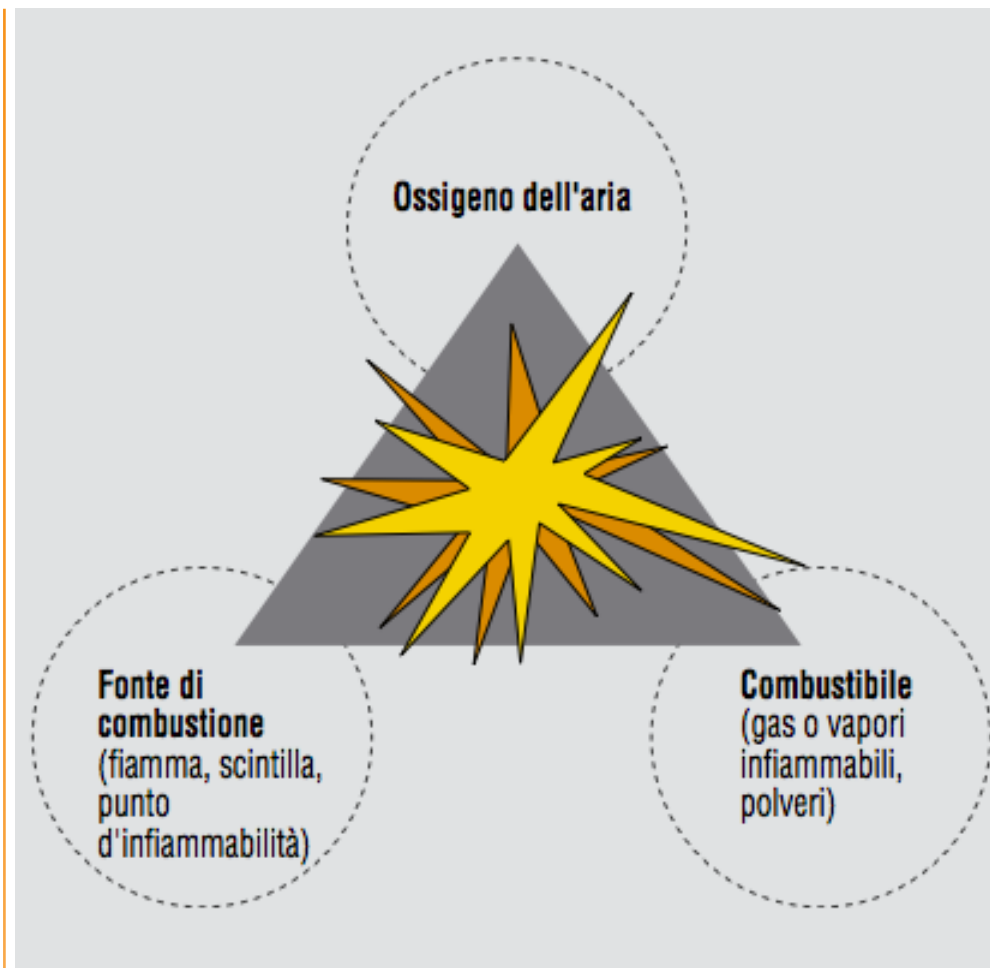 Ossigeno dell'aria
Fonte di
combustione
(fiamma, scintilla,
punto
d'infiammabilità)
Combustibile
(gas o vapori
infiammabili,
polveri)